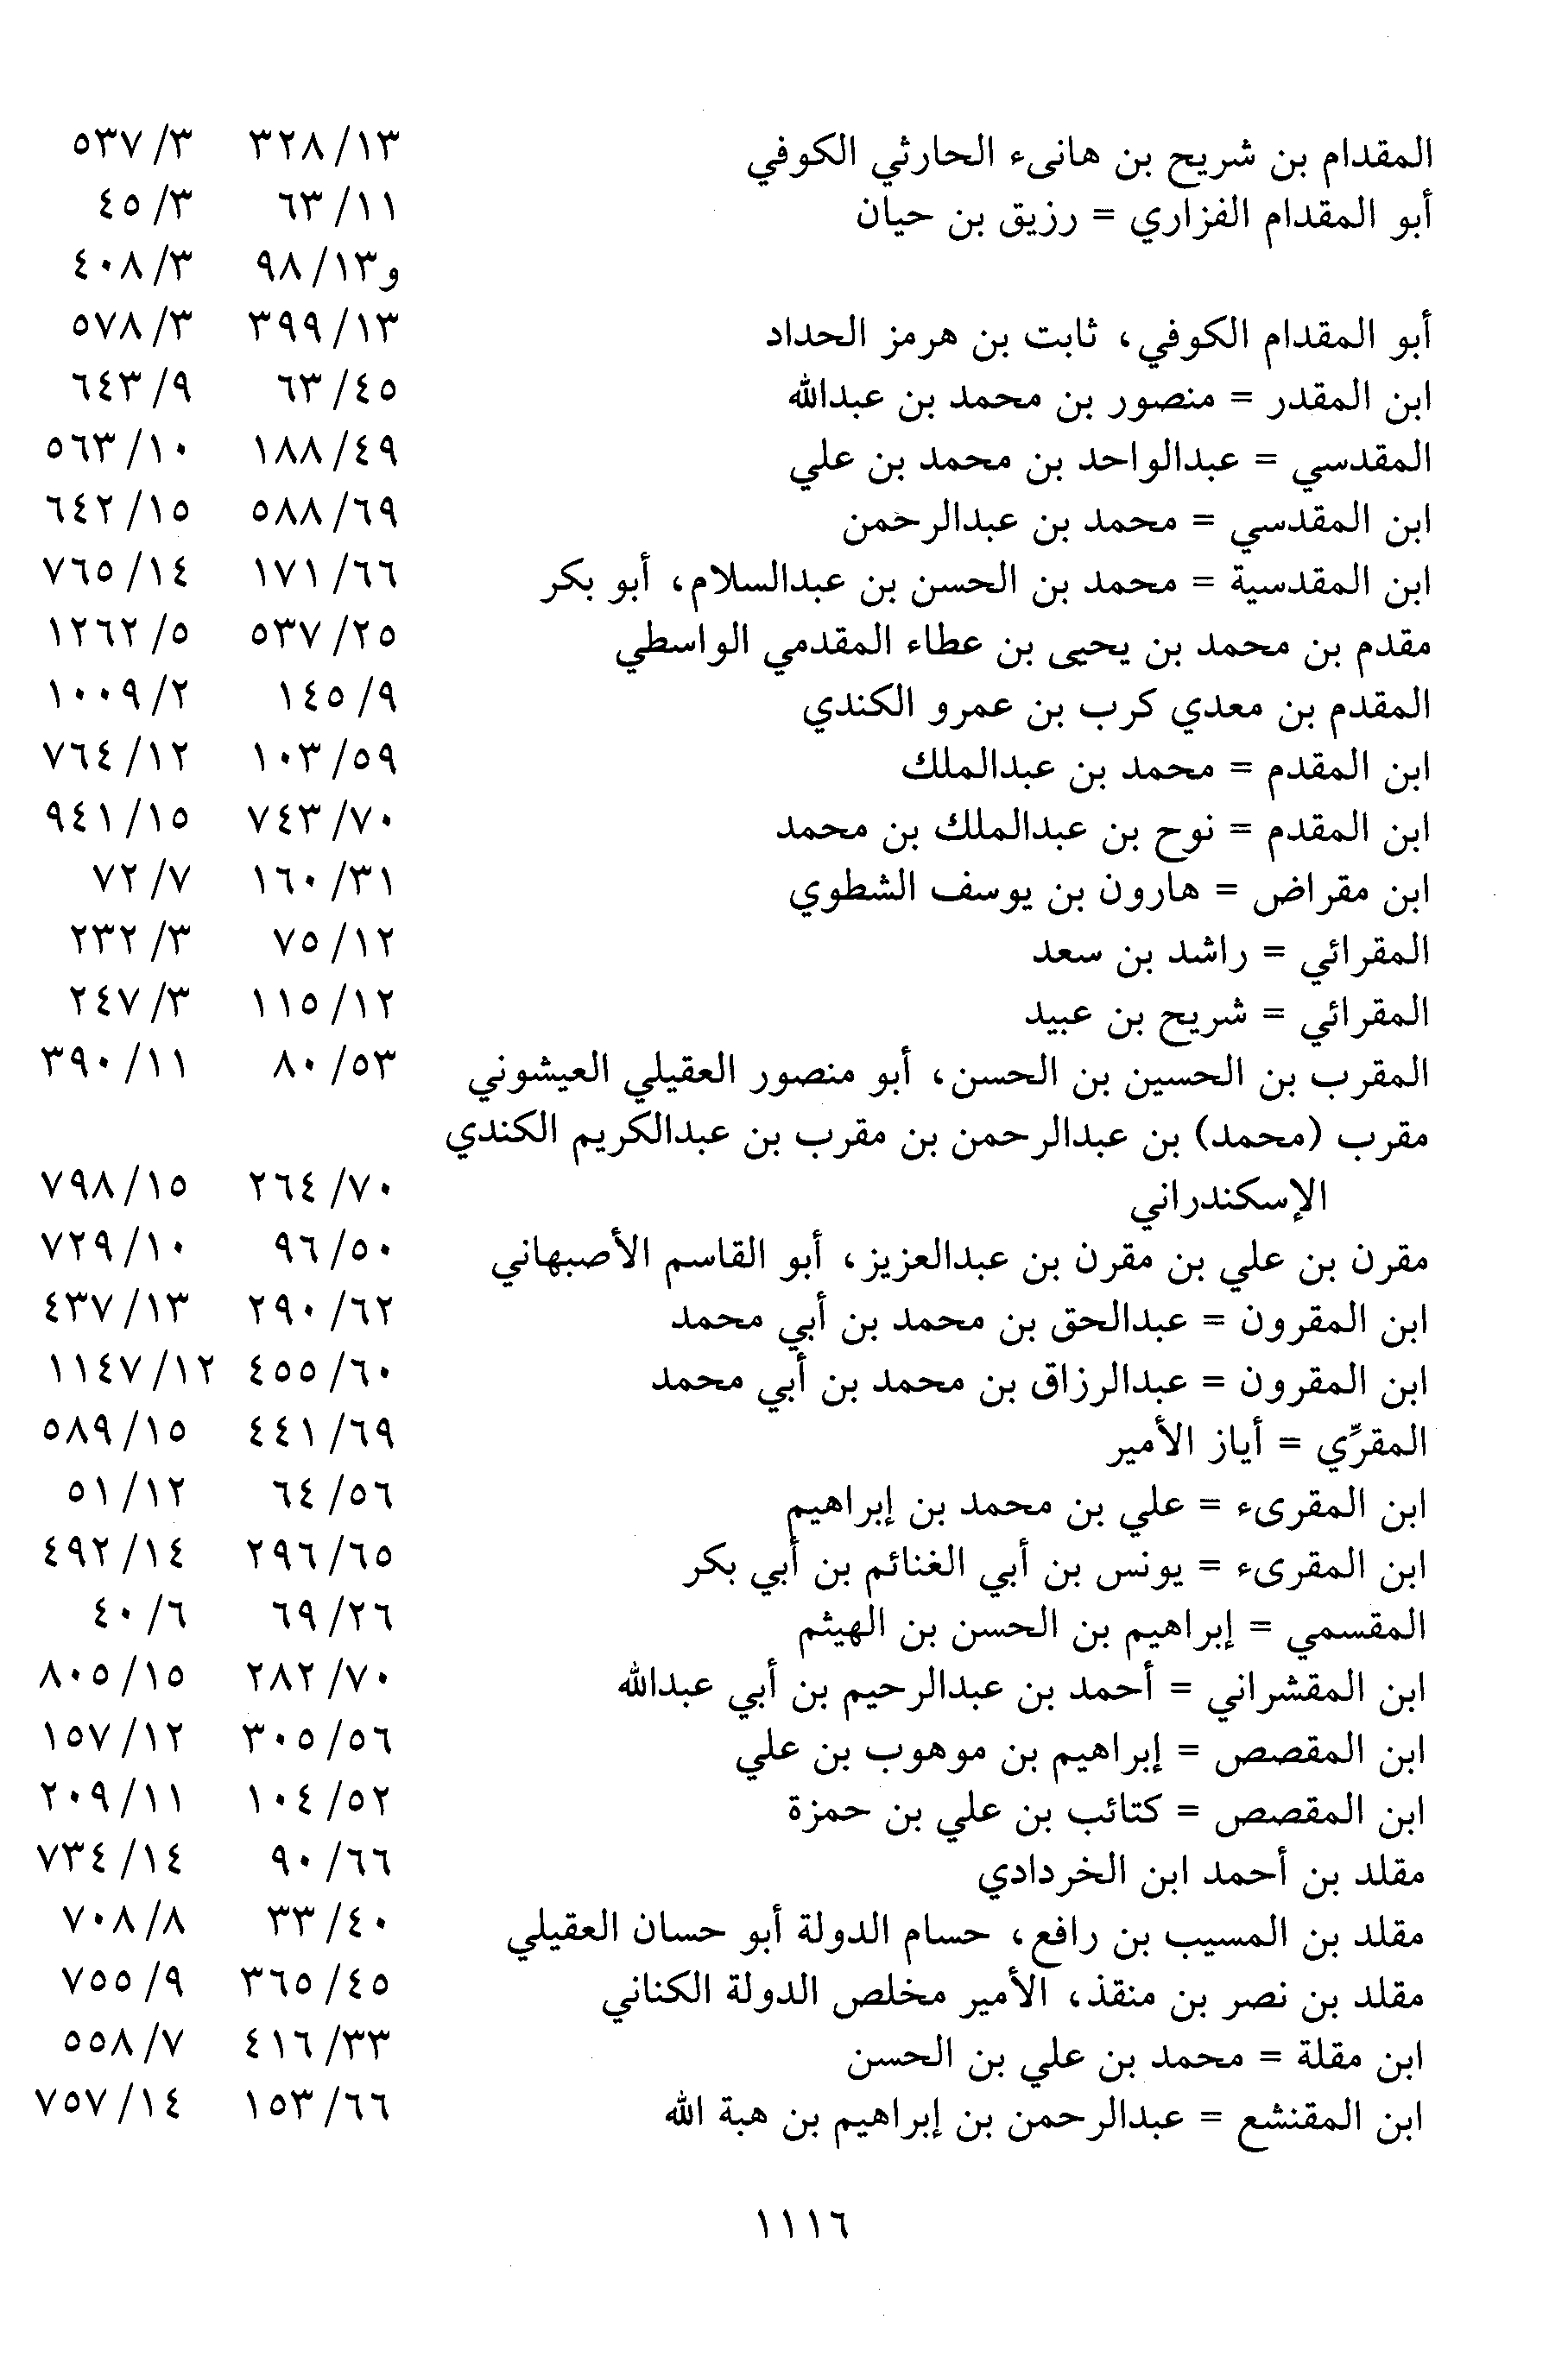 المقدام بن شريح بن هانىء الحارثي الكوفي ١٣/ ٣٢٨ ٣/ ٥٣٧
أبو المقدام الفزاري = رزيق بن حيان ١١/ ٦٣ ٣/ ٤٥
و١٣/ ٩٨ ٣/ ٤٠٨
أبو المقدام الكوفي، ثابت بن هرمز الحداد ١٣/ ٣٩٩ ٣/ ٥٧٨
ابن المقدر = منصور بن محمد بن عبدالله ٤٥/ ٦٣ ٩/ ٦٤٣
المقدسي = عبدالواحد بن محمد بن علي ٤٩/ ١٨٨ ١٠/ ٥٦٣
ابن المقدسي = محمد بن عبدالرحمن ٦٩/ ٥٨٨ ١٥/ ٦٤٢
ابن المقدسية = محمد بن الحسن بن عبدالسلام، أبو بكر ٦٦/ ١٧١ ١٤/ ٧٦٥
مقدم بن محمد بن يحيى بن عطاء المقدمي الواسطي ٢٥/ ٥٣٧ ٥/ ١٢٦٢
المقدم بن معدي كرب بن عمرو الكندي ٩/ ١٤٥ ٢/ ١٠٠٩
ابن المقدم = محمد بن عبدالملك ٥٩/ ١٠٣ ١٢/ ٧٦٤
ابن المقدم = نوح بن عبدالملك بن محمد ٧٠/ ٧٤٣ ١٥/ ٩٤١
ابن مقراض = هارون بن يوسف الشطوي ٣١/ ١٦٠ ٧/ ٧٢
المقرائي = راشد بن سعد ١٢/ ٧٥ ٣/ ٢٣٢
المقرائي = شريح بن عبيد ١٢/ ١١٥ ٣/ ٢٤٧
المقرب بن الحسين بن الحسن، أبو منصور العقيلي العيشوني ٥٣/ ٨٠ ١١/ ٣٩٠
مقرب (محمد) بن عبدالرحمن بن مقرب بن عبدالكريم الكندي
الإسكندراني ٧٠/ ٢٦٤ ١٥/ ٧٩٨
مقرن بن علي بن مقرن بن عبدالعزيز، أبو القاسم الأصبهاني ٥٠/ ٩٦ ١٠/ ٧٢٩
ابن المقرون = عبدالحق بن محمد بن أبي محمد ٦٢/ ٢٩٠ ١٣/ ٤٣٧
ابن المقرون = عبدالرزاق بن محمد بن أبي محمد ٦٠/ ٤٥٥ ١٢/ ١١٤٧
المقرّي = أياز الأمير ٦٩/ ٤٤١ ١٥/ ٥٨٩
ابن المقرىء = علي بن محمد بن إبراهيم ٥٦/ ٦٤ ١٢/ ٥١
ابن المقرىء = يونس بن أبي الغنائم بن أبي بكر ٦٥/ ٢٩٦ ١٤/ ٤٩٢
المقسمي = إبراهيم بن الحسن بن الهيثم ٢٦/ ٦٩ ٦/ ٤٠
ابن المقشراني = أحمد بن عبدالرحيم بن أبي عبدالله ٧٠/ ٢٨٢ ١٥/ ٨٠٥
ابن المقصص = إبراهيم بن موهوب بن علي ٥٦/ ٣٠٥ ١٢/ ١٥٧
ابن المقصص = كتائب بن علي بن حمزة ٥٢/ ١٠٤ ١١/ ٢٠٩
مقلد بن أحمد ابن الخردادي ٦٦/ ٩٠ ١٤/ ٧٣٤
مقلد بن المسيب بن رافع، حسام الدولة أبو حسان العقيلي ٤٠/ ٣٣ ٨/ ٧٠٨
مقلد بن نصر بن منقذ، الأمير مخلص الدولة الكناني ٤٥/ ٣٦٥ ٩/ ٧٥٥
ابن مقلة = محمد بن علي بن الحسن ٣٣/ ٤١٦ ٧/ ٥٥٨
ابن المقنشع = عبدالرحمن بن إبراهيم بن هبة الله ٦٦/ ١٥٣ ١٤/ ٧٥٧
١١١٦